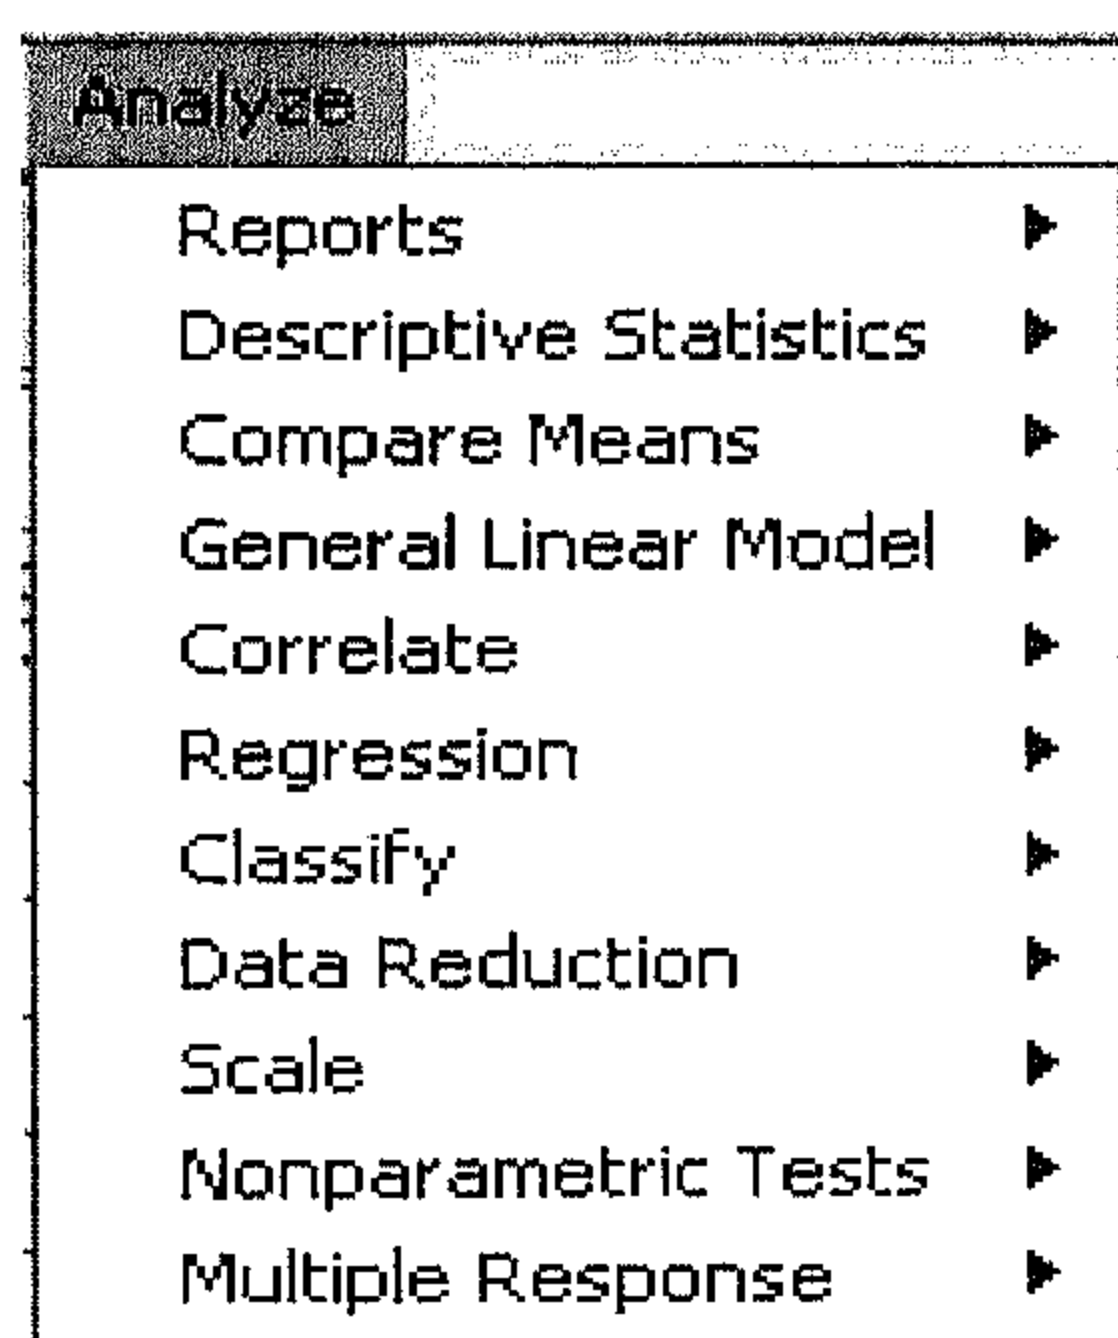 Analyze
Reports
Descriptive Statistics
Compare Means
General Linear Model
Correlate
Regression
Classify
Data Reduction
Scale
Nonparametric Tests
Multiple Response